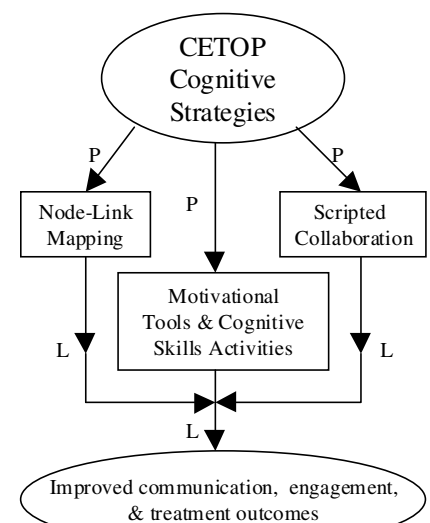 CETOP
Cognitive
Strategies
P
P
P
Node-Link
Mapping
Scripted
Collaboration
Motivational
Tools & Cognitive
Skills Activities
L
L
L
Improved communication, engagement,
& treatment outcomes